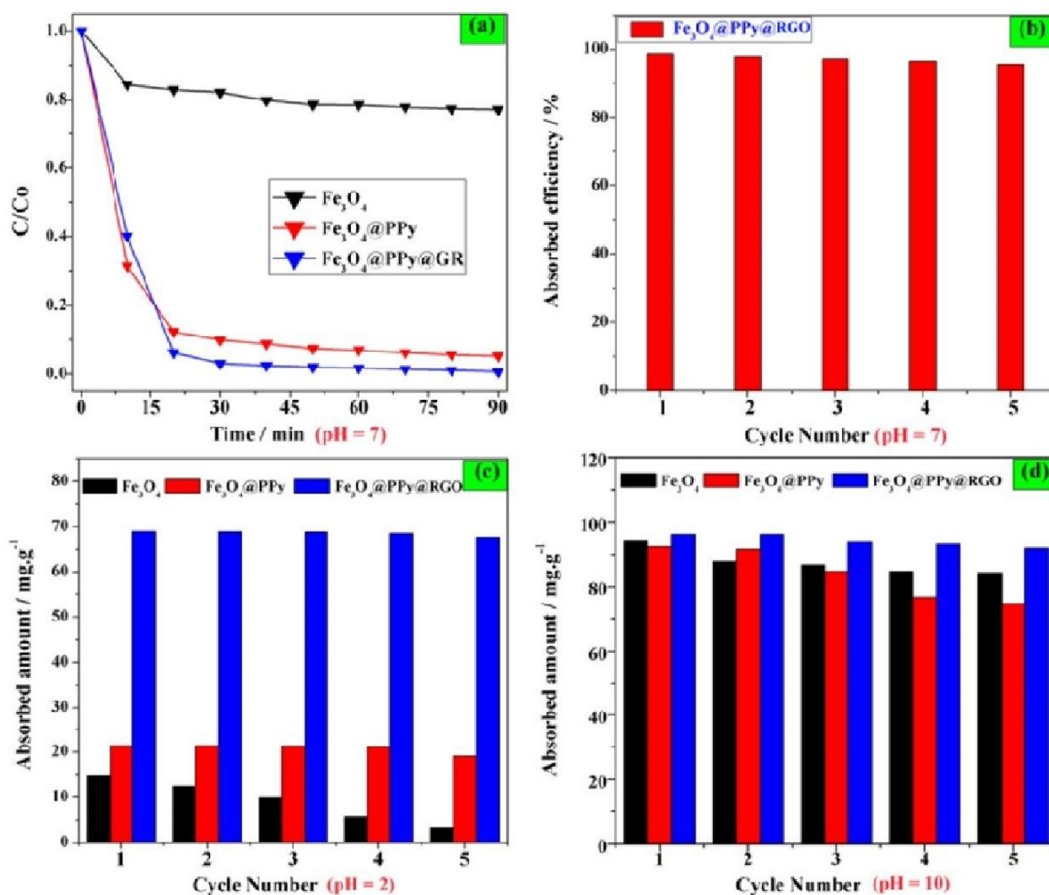 (a)
1.0
0.8
0.6
0.4
0.2
0.0
C/Co
Fe₃O₄
Fe₃O₄@PPy
Fe₃O₄@PPy@GR
0 15 30 45 60 75 90
Time / min (pH = 7)
(b)
Fe₃O₄@PPy@RGO
100
80
60
40
20
0
Absorbed efficiency / %
1 2 3 4 5
Cycle Number (pH = 7)
(c)
Fe₃O₄ Fe₃O₄@PPy Fe₃O₄@PPy@RGO
80
70
60
50
40
30
20
10
0
Absorbed amount / mg.g⁻¹
1 2 3 4 5
Cycle Number (pH = 2)
(d)
120
Fe₃O₄ Fe₃O₄@PPy Fe₃O₄@PPy@RGO
100
80
60
40
20
0
Absorbed amount / mg.g⁻¹
1 2 3 4 5
Cycle Number (pH = 10)